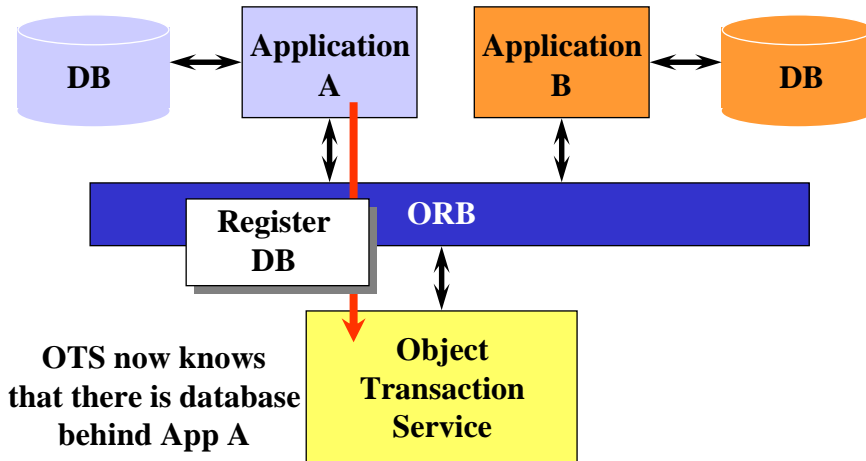 DB
Application
A
Application
B
DB
ORB
Register
DB
OTS now knows
that there is database
behind App A
Object
Transaction
Service